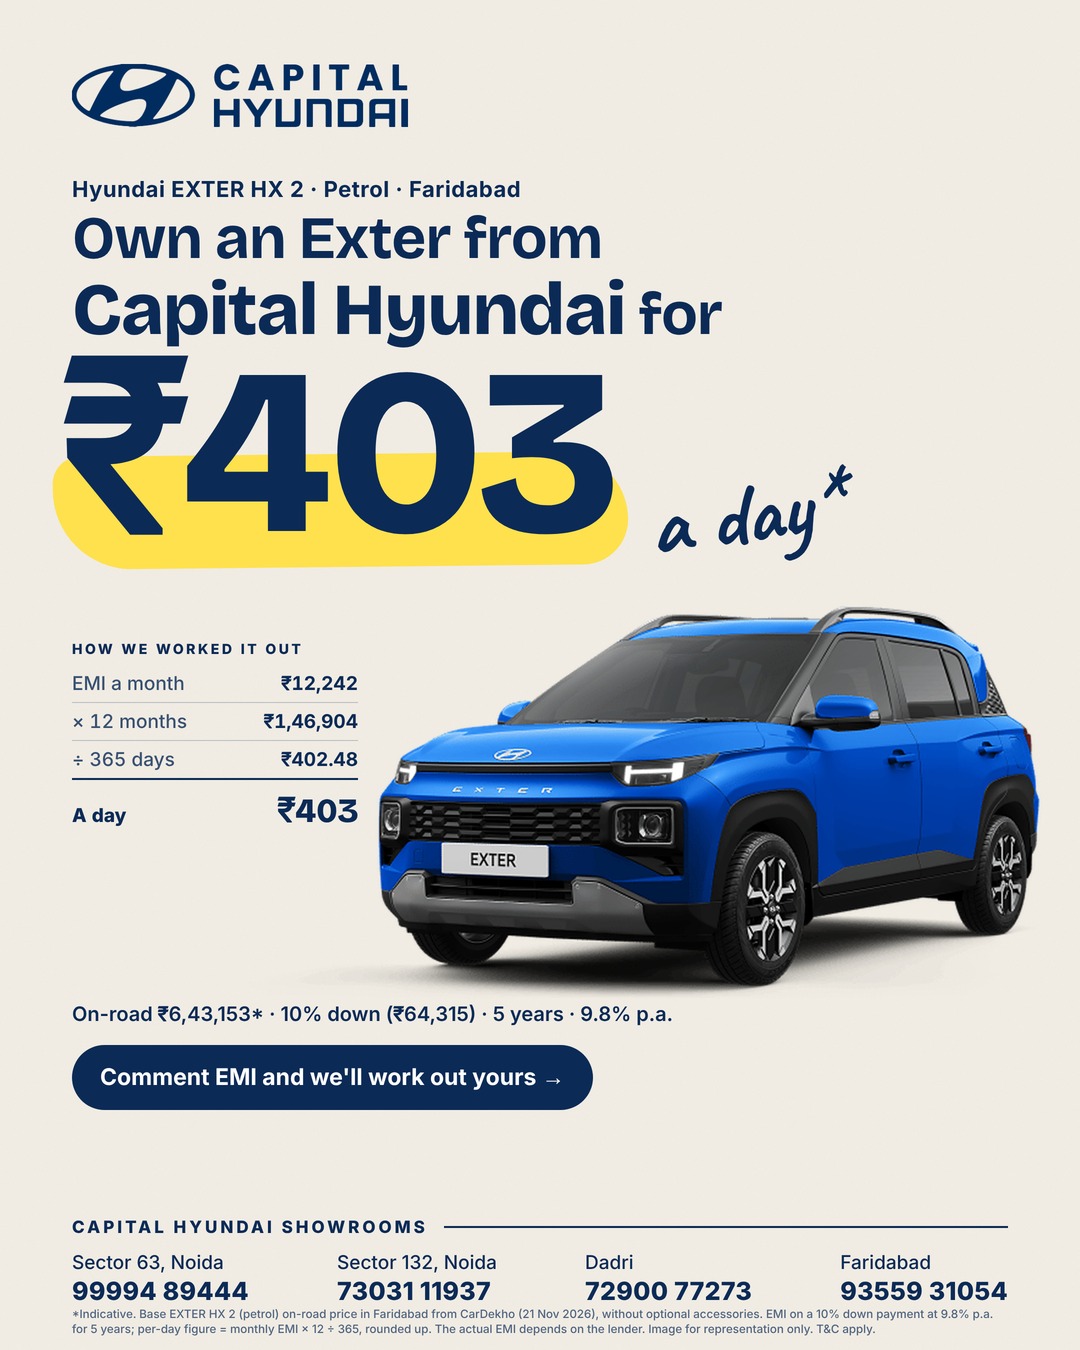 CAPITAL
HYUNDAI
Hyundai EXTER HX 2 · Petrol · Faridabad
Own an Exter from
Capital Hyundai for
₹403
a day*
HOW WE WORKED IT OUT
EMI a month ₹12,242
× 12 months ₹1,46,904
÷ 365 days ₹402.48
A day ₹403
EXTER
EXTER
On-road ₹6,43,153* · 10% down (₹64,315) · 5 years · 9.8% p.a.
Comment EMI and we'll work out yours →
CAPITAL HYUNDAI SHOWROOMS
Sector 63, Noida Sector 132, Noida Dadri Faridabad
99994 89444 73031 11937 72900 77273 93559 31054
*Indicative. Base EXTER HX 2 (petrol) on-road price in Faridabad from CarDekho (21 Nov 2026), without optional accessories. EMI on a 10% down payment at 9.8% p.a.
for 5 years; per-day figure = monthly EMI × 12 ÷ 365, rounded up. The actual EMI depends on the lender. Image for representation only. T&C apply.